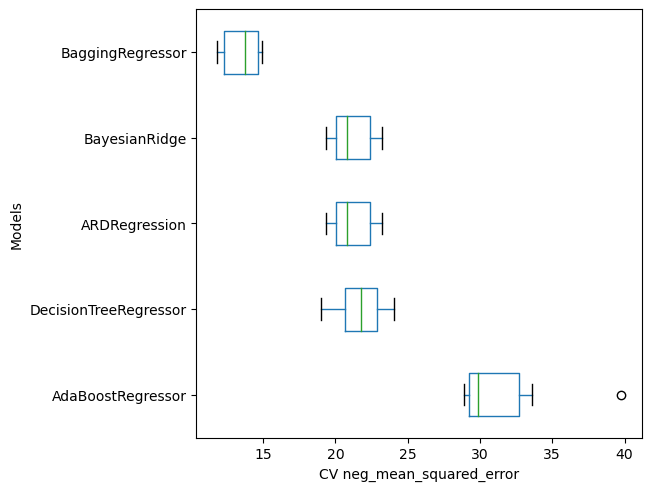 BaggingRegressor
BayesianRidge
ARDRegression
DecisionTreeRegressor
AdaBoostRegressor
Models
15 20 25 30 35 40
CV neg_mean_squared_error